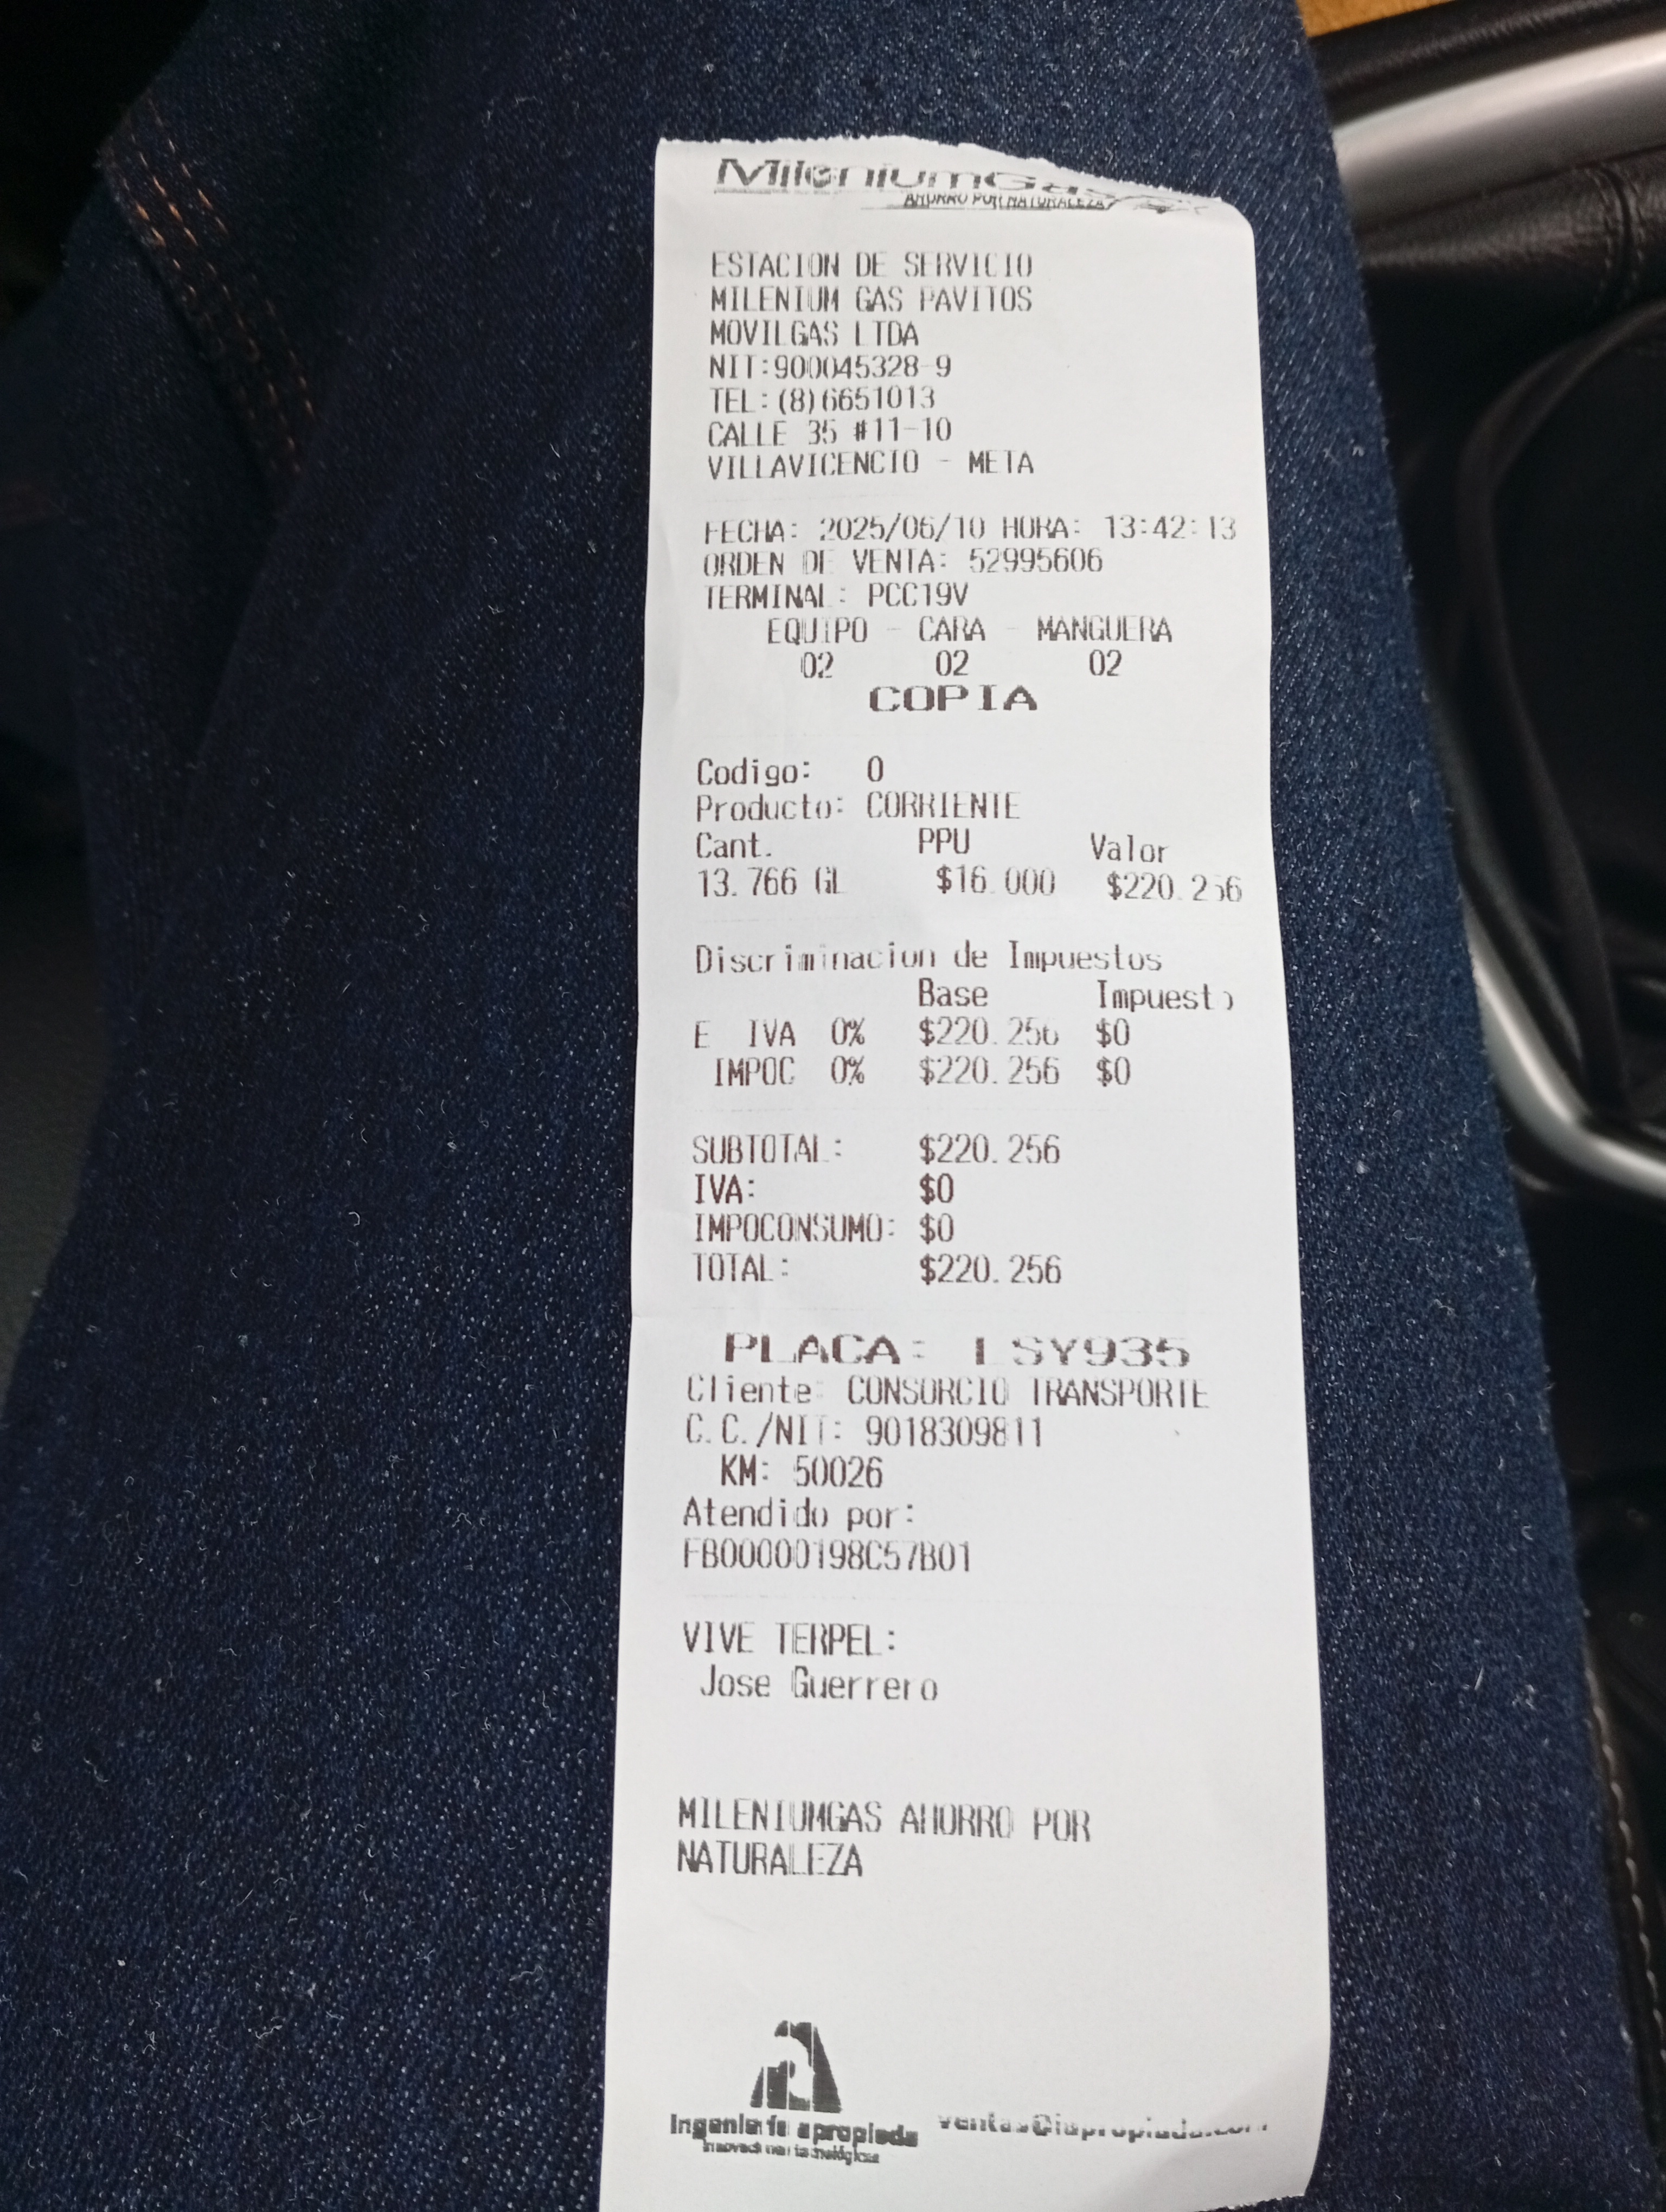 MileniumGas
AHORRO POR NATURALEZA
ESTACION DE SERVICIO
MILENIUM GAS PAVITOS
MOVILGAS LTDA
NIT:900045328-9
TEL:(8)6651013
CALLE 35 #11-10
VILLAVICENCIO - META
FECHA: 2025/06/10 HORA: 13:42:13
ORDEN DE VENTA: 52995606
TERMINAL: PCC19V
EQUIPO - CARA - MANGUERA
02 02 02
COPIA
Codigo: 0
Producto: CORRIENTE
Cant. PPU Valor
13.766 GL $16.000 $220.256
Discriminacion de Impuestos
Base Impuesto
E IVA 0% $220.256 $0
IMPOC 0% $220.256 $0
SUBTOTAL: $220.256
IVA: $0
IMPOCONSUMO: $0
TOTAL: $220.256
PLACA: LSY935
Cliente: CONSORCIO TRANSPORTE
C.C./NIT: 9018309811
KM: 50026
Atendido por:
FB00000198C57B01
VIVE TERPEL:
Jose Guerrero
MILENIUMGAS AHORRO POR
NATURALEZA
Ingeniería apropiada ventas@iapropiada.com